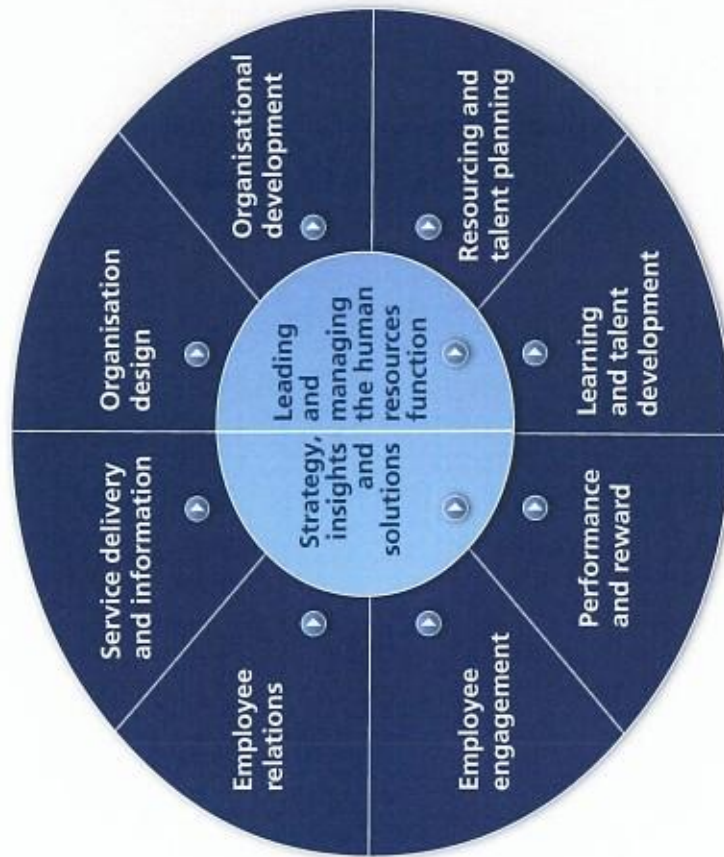 Service delivery
and information
Organisation
design
Employee
relations
Organisational
development
Strategy,
insights
and
solutions
Leading
and
managing
the human
resources
function
Employee
engagement
Resourcing and
talent planning
Performance
and reward
Learning
and talent
development